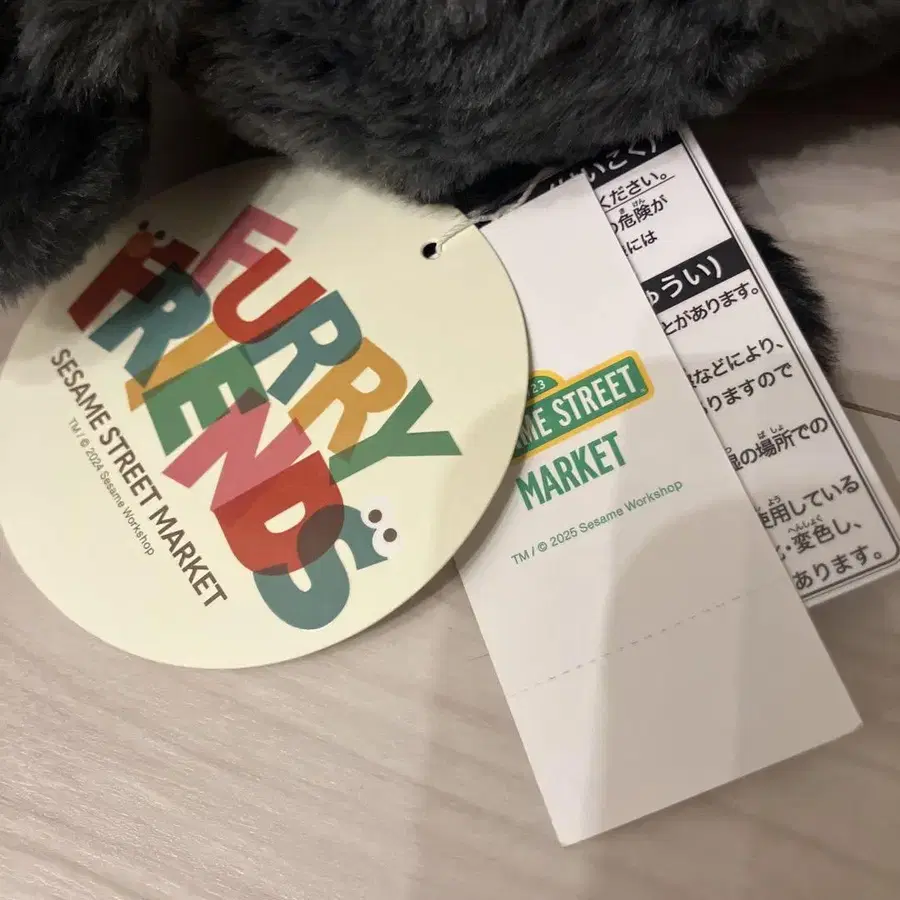 FURRY
FRIENDS
SESAME STREET MARKET
TM / © 2024 Sesame Workshop
23
STREET
MARKET
TM / © 2025 Sesame Workshop
ください。
危険が
には
うい)
とがあります。
などにより、
りますので
の場所での
使用している
・変色し、
あります。